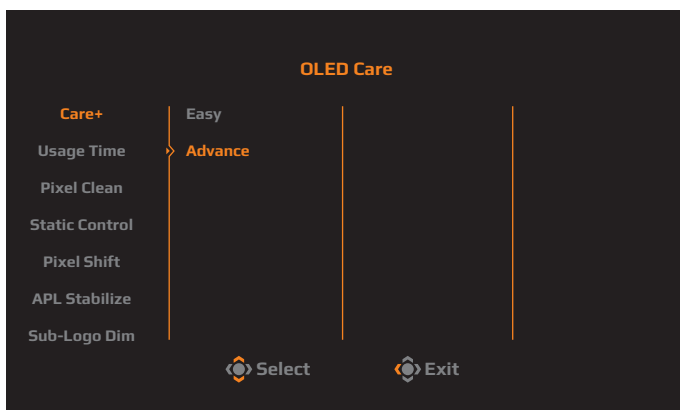 OLED Care
Care+ Easy
Usage Time Advance
Pixel Clean
Static Control
Pixel Shift
APL Stabilize
Sub-Logo Dim
Select Exit